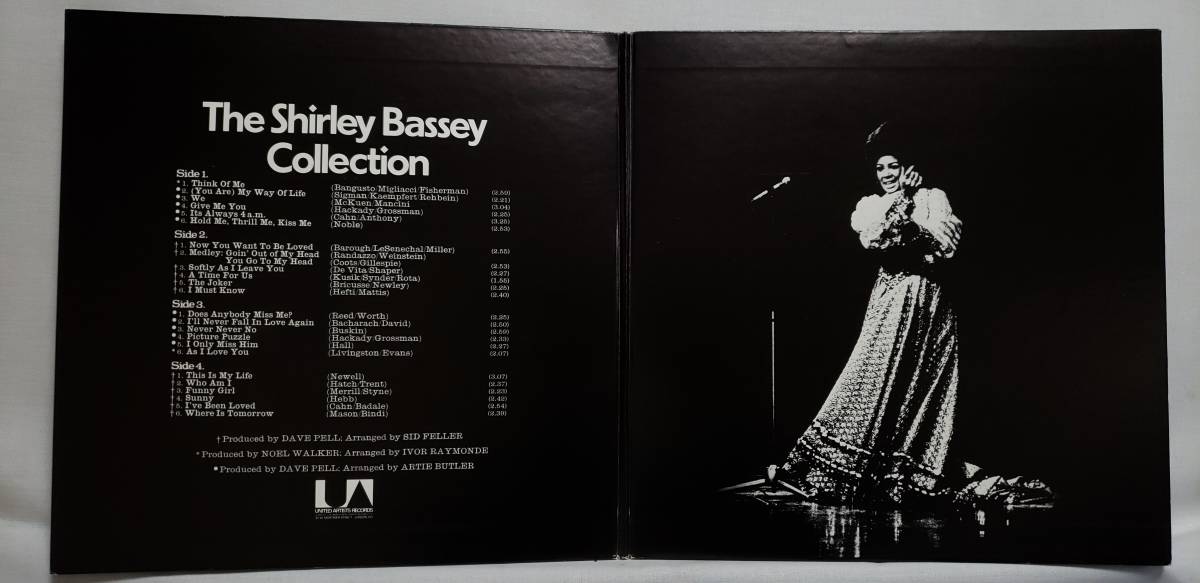 The Shirley Bassey
Collection
Side 1.
* 1. Think Of Me (Bangusto/Migliacci/Fisherman) (2.59)
● 2. (You Are) My Way Of Life (Sigman/Kaempfert/Rehbein) (2.21)
● 3. We (McKuen/Mancini (3.04)
● 4. Give Me You (Hackady/Grossman) (2.25)
● 5. Its Always 4 a.m. (Cahn/Anthony) (3.25)
● 6. Hold Me, Thrill Me, Kiss Me (Noble) (2.53)
Side 2.
† 1. Now You Want To Be Loved (Barough/LeSenechal/Miller) (2.55)
† 2. Medley: Goin' Out of My Head (Randazzo/Weinstein)
You Go To My Head (Coots/Gillespie) (2.53)
† 3. Softly As I Leave You (De Vita/Shaper) (2.27)
† 4. A Time For Us (Kusik/Synder/Rota) (1.55)
† 5. The Joker (Bricusse/Newley) (2.25)
† 6. I Must Know (Hefti/Mattis) (2.40)
Side 3.
● 1. Does Anybody Miss Me? (Reed/Worth) (2.25)
● 2. I'll Never Fall In Love Again (Bacharach/David) (2.50)
● 3. Never Never No (Buskin) (2.59)
● 4. Picture Puzzle (Hackady/Grossman) (2.33)
● 5. I Only Miss Him (Hall) (2.27)
* 6. As I Love You (Livingston/Evans) (2.07)
Side 4.
† 1. This Is My Life (Newell) (3.07)
† 2. Who Am I (Hatch/Trent) (2.37)
† 3. Funny Girl (Merrill/Styne) (2.23)
† 4. Sunny (Hebb) (2.42)
† 5. I've Been Loved (Cahn/Badale) (2.54)
† 6. Where Is Tomorrow (Mason/Bindi) (2.39)
† Produced by DAVE PELL: Arranged by SID FELLER
* Produced by NOEL WALKER: Arranged by IVOR RAYMONDE
● Produced by DAVE PELL: Arranged by ARTIE BUTLER
UA
UNITED ARTISTS RECORDS